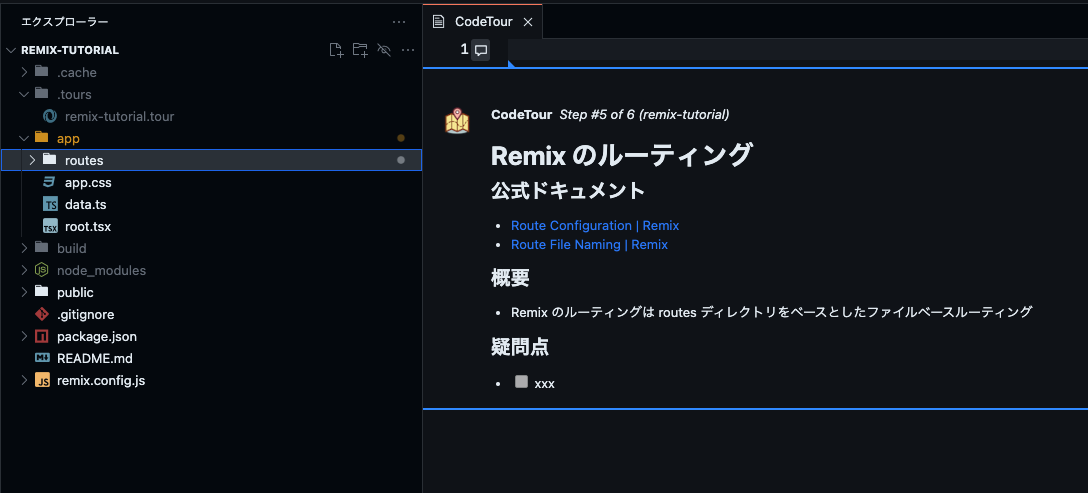 エクスプローラー
REMIX-TUTORIAL
.cache
.tours
remix-tutorial.tour
app
routes
TS app.css
data.ts
TSX root.tsx
build
JS node_modules
public
.gitignore
package.json
README.md
JS remix.config.js
CodeTour
1
CodeTour Step #5 of 6 (remix-tutorial)
Remix のルーティング
公式ドキュメント
• Route Configuration | Remix
• Route File Naming | Remix
概要
• Remix のルーティングは routes ディレクトリをベースとしたファイルベースルーティング
疑問点
• xxx